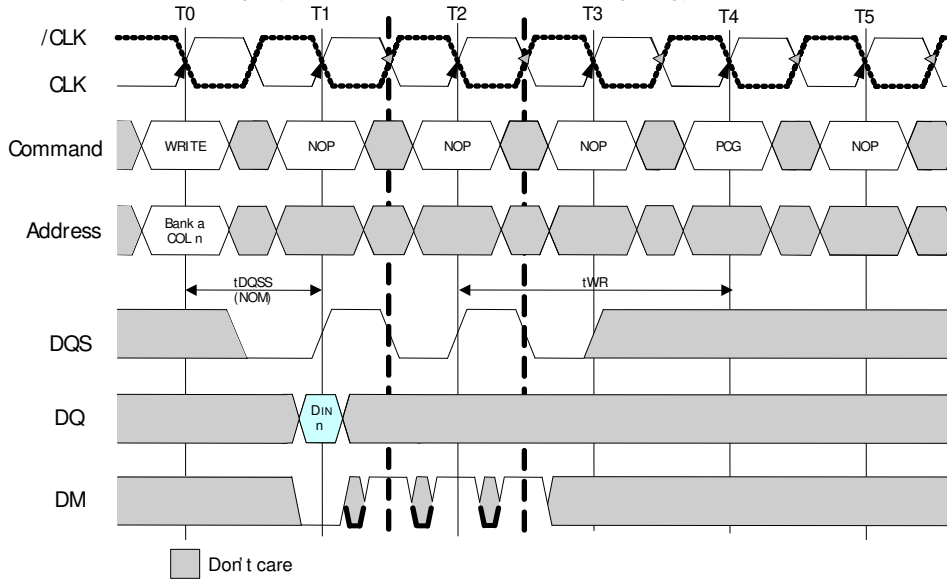 T0 T1 T2 T3 T4 T5
/CLK
CLK
Command WRITE NOP NOP NOP PCG NOP
Address Bank a
COL n
tDQSS
(NOM)
tWR
DQS
DQ DIN
n
DM
Don't care